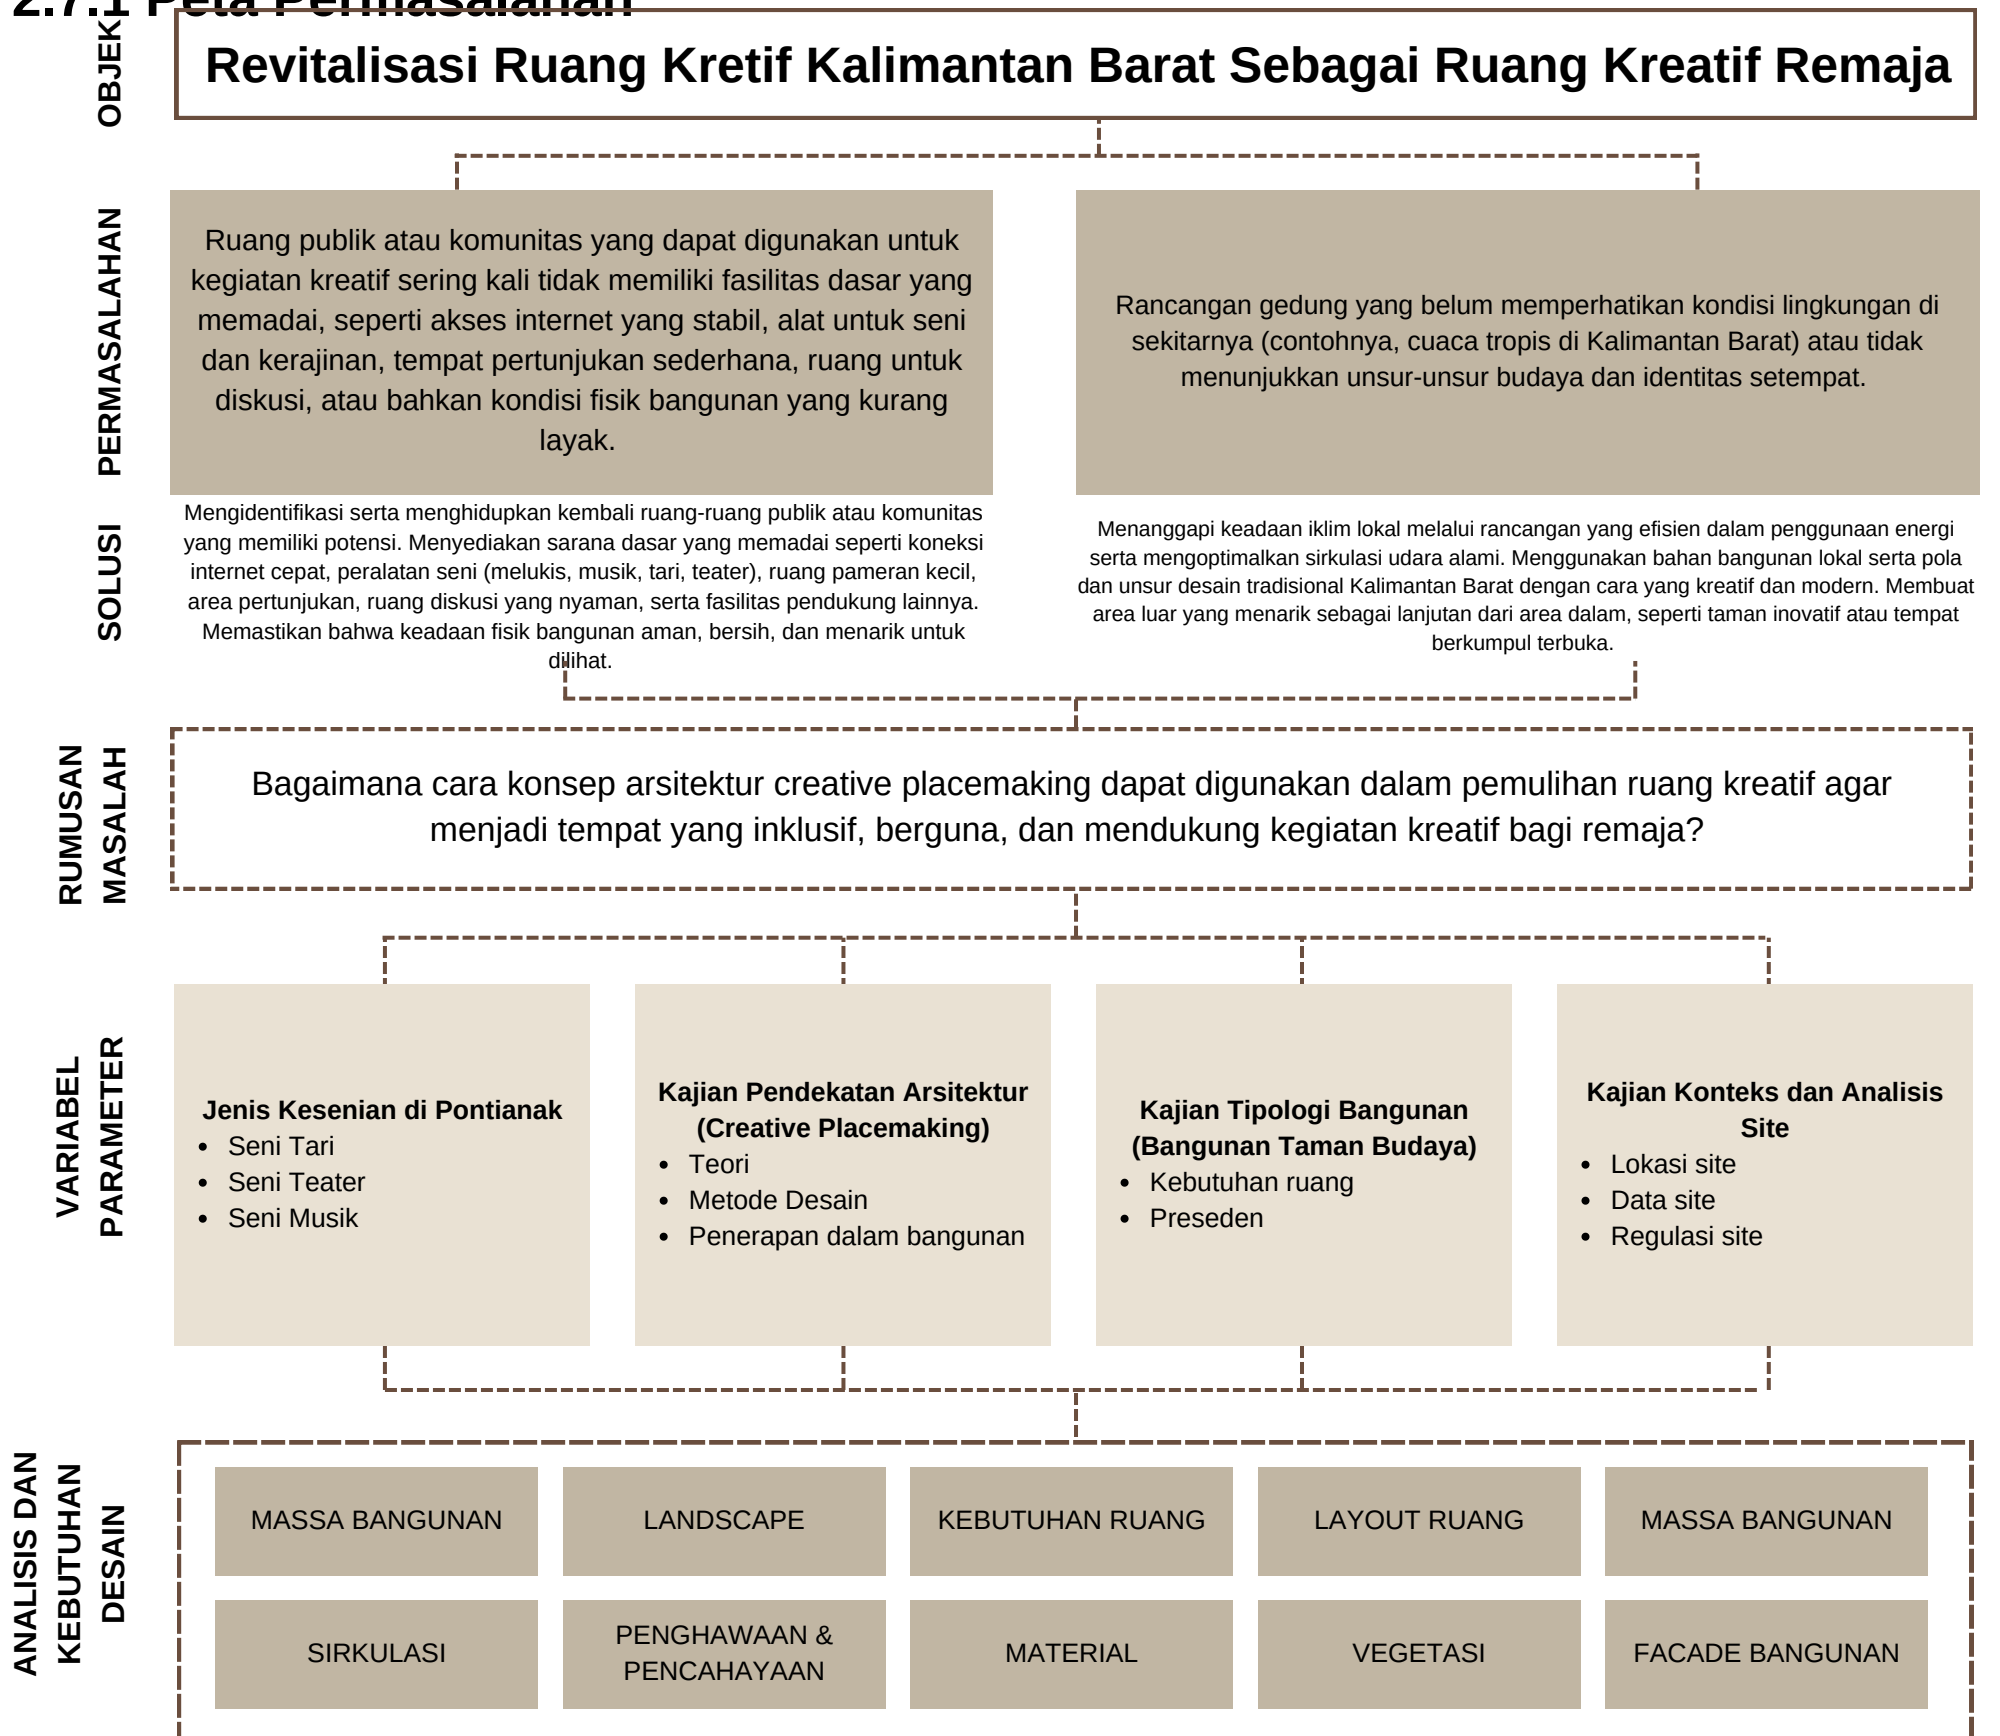 2.7.1 Peta Permasalahan
OBJEK
Revitalisasi Ruang Kretif Kalimantan Barat Sebagai Ruang Kreatif Remaja
PERMASALAHAN
Ruang publik atau komunitas yang dapat digunakan untuk
kegiatan kreatif sering kali tidak memiliki fasilitas dasar yang
memadai, seperti akses internet yang stabil, alat untuk seni
dan kerajinan, tempat pertunjukan sederhana, ruang untuk
diskusi, atau bahkan kondisi fisik bangunan yang kurang
layak.
Rancangan gedung yang belum memperhatikan kondisi lingkungan di
sekitarnya (contohnya, cuaca tropis di Kalimantan Barat) atau tidak
menunjukkan unsur-unsur budaya dan identitas setempat.
SOLUSI
Mengidentifikasi serta menghidupkan kembali ruang-ruang publik atau komunitas
yang memiliki potensi. Menyediakan sarana dasar yang memadai seperti koneksi
internet cepat, peralatan seni (melukis, musik, tari, teater), ruang pameran kecil,
area pertunjukan, ruang diskusi yang nyaman, serta fasilitas pendukung lainnya.
Memastikan bahwa keadaan fisik bangunan aman, bersih, dan menarik untuk
dilihat.
Menanggapi keadaan iklim lokal melalui rancangan yang efisien dalam penggunaan energi
serta mengoptimalkan sirkulasi udara alami. Menggunakan bahan bangunan lokal serta pola
dan unsur desain tradisional Kalimantan Barat dengan cara yang kreatif dan modern. Membuat
area luar yang menarik sebagai lanjutan dari area dalam, seperti taman inovatif atau tempat
berkumpul terbuka.
RUMUSAN
MASALAH
Bagaimana cara konsep arsitektur creative placemaking dapat digunakan dalam pemulihan ruang kreatif agar
menjadi tempat yang inklusif, berguna, dan mendukung kegiatan kreatif bagi remaja?
VARIABEL
PARAMETER
Jenis Kesenian di Pontianak
• Seni Tari
• Seni Teater
• Seni Musik
Kajian Pendekatan Arsitektur
(Creative Placemaking)
• Teori
• Metode Desain
• Penerapan dalam bangunan
Kajian Tipologi Bangunan
(Bangunan Taman Budaya)
• Kebutuhan ruang
• Preseden
Kajian Konteks dan Analisis
Site
• Lokasi site
• Data site
• Regulasi site
ANALISIS DAN
KEBUTUHAN
DESAIN
MASSA BANGUNAN
LANDSCAPE
KEBUTUHAN RUANG
LAYOUT RUANG
MASSA BANGUNAN
SIRKULASI
PENGHAWAAN &
PENCAHAYAAN
MATERIAL
VEGETASI
FACADE BANGUNAN